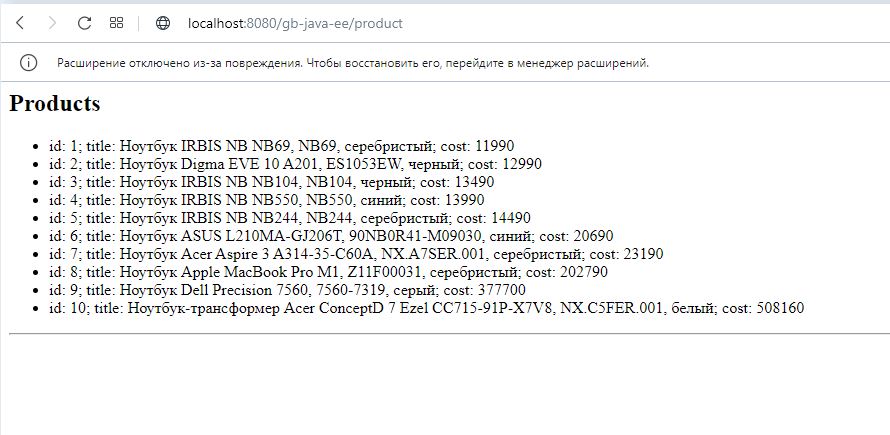 localhost:8080/gb-java-ee/product
Расширение отключено из-за повреждения. Чтобы восстановить его, перейдите в менеджер расширений.
Products
id: 1; title: Ноутбук IRBIS NB NB69, NB69, серебристый; cost: 11990
id: 2; title: Ноутбук Digma EVE 10 A201, ES1053EW, черный; cost: 12990
id: 3; title: Ноутбук IRBIS NB NB104, NB104, черный; cost: 13490
id: 4; title: Ноутбук IRBIS NB NB550, NB550, синий; cost: 13990
id: 5; title: Ноутбук IRBIS NB NB244, NB244, серебристый; cost: 14490
id: 6; title: Ноутбук ASUS L210MA-GJ206T, 90NB0R41-M09030, синий; cost: 20690
id: 7; title: Ноутбук Acer Aspire 3 A314-35-C60A, NX.A7SER.001, серебристый; cost: 23190
id: 8; title: Ноутбук Apple MacBook Pro M1, Z11F00031, серебристый; cost: 202790
id: 9; title: Ноутбук Dell Precision 7560, 7560-7319, серый; cost: 377700
id: 10; title: Ноутбук-трансформер Acer ConceptD 7 Ezel CC715-91P-X7V8, NX.C5FER.001, белый; cost: 508160